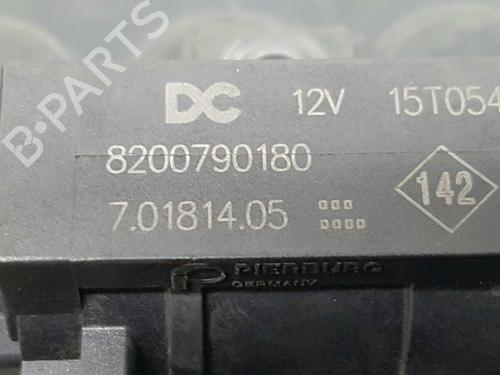 DC 12V 15T054
8200790180
7.01814.05
142
PIERBURG
GERMANY
B-PARTS